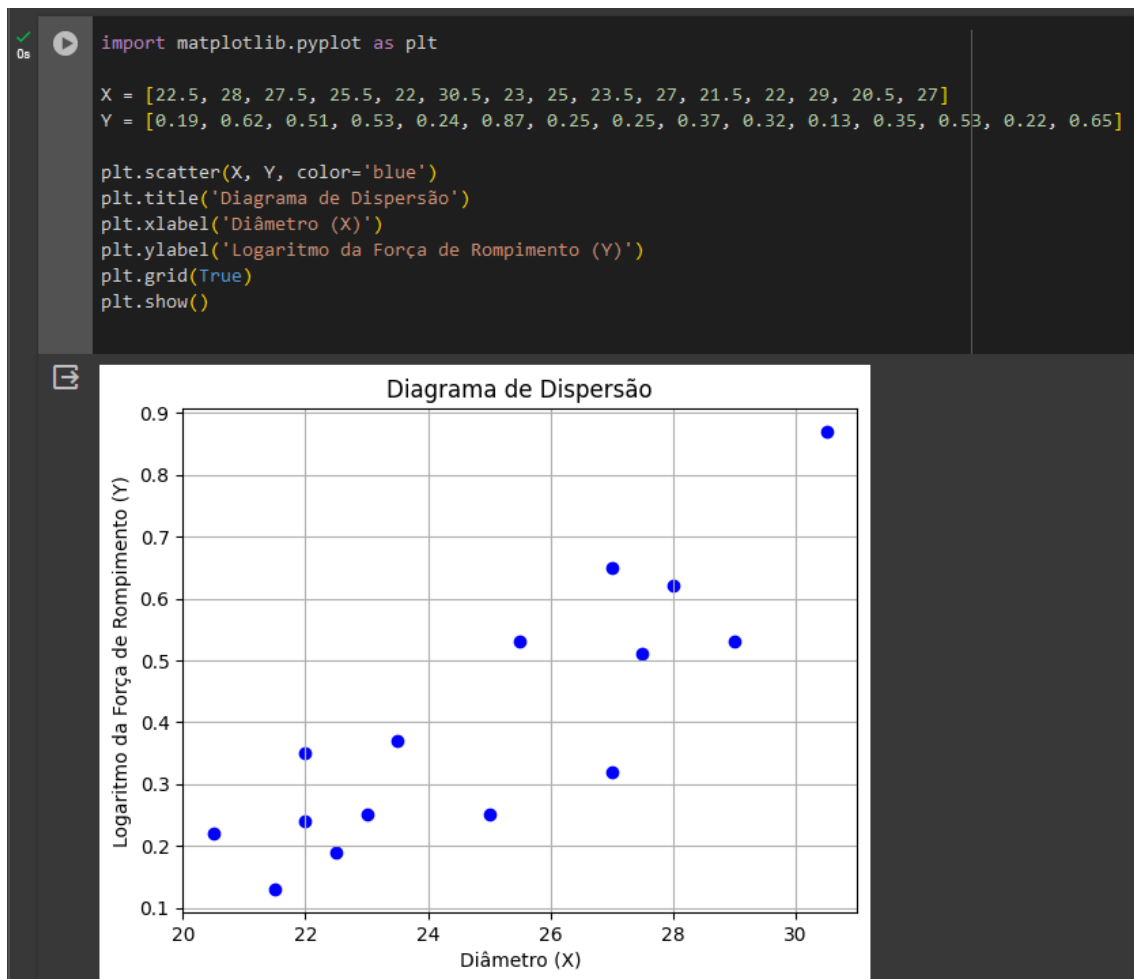 import matplotlib.pyplot as plt
0s
X = [22.5, 28, 27.5, 25.5, 22, 30.5, 23, 25, 23.5, 27, 21.5, 22, 29, 20.5, 27]
Y = [0.19, 0.62, 0.51, 0.53, 0.24, 0.87, 0.25, 0.25, 0.37, 0.32, 0.13, 0.35, 0.53, 0.22, 0.65]
plt.scatter(X, Y, color='blue')
plt.title('Diagrama de Dispersão')
plt.xlabel('Diâmetro (X)')
plt.ylabel('Logaritmo da Força de Rompimento (Y)')
plt.grid(True)
plt.show()
Diagrama de Dispersão
Logaritmo da Força de Rompimento (Y)
0.9
0.8
0.7
0.6
0.5
0.4
0.3
0.2
0.1
20 22 24 26 28 30
Diâmetro (X)